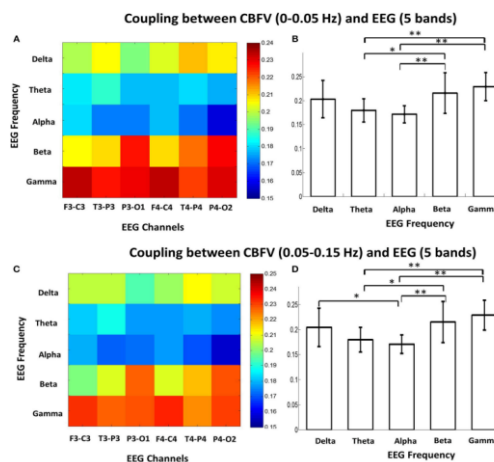 Coupling between CBFV (0-0.05 Hz) and EEG (5 bands)
A
EEG Frequency
Delta
Theta
Alpha
Beta
Gamma
F3-C3 T3-P3 P3-O1 F4-C4 T4-P4 P4-O2
EEG Channels
0.24
0.23
0.22
0.21
0.20
0.19
0.18
0.17
0.16
0.15
B
**
**
*
**
0.25
0.2
0.15
0.1
0.05
0
Delta Theta Alpha Beta Gamma
EEG Frequency
Coupling between CBFV (0.05-0.15 Hz) and EEG (5 bands)
C
EEG Frequency
Delta
Theta
Alpha
Beta
Gamma
F3-C3 T3-P3 P3-O1 F4-C4 T4-P4 P4-O2
EEG Channels
0.25
0.24
0.23
0.22
0.21
0.20
0.19
0.18
0.17
0.16
0.15
D
**
**
*
*
**
0.25
0.2
0.15
0.1
0.05
0
Delta Theta Alpha Beta Gamma
EEG Frequency